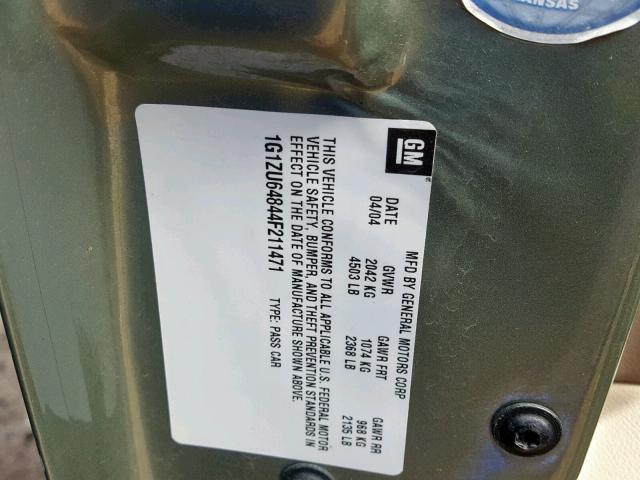 KANSAS
GM
MFD BY GENERAL MOTORS CORP
DATE GVWR GAWR FRT GAWR RR
04/04 2042 KG 1074 KG 968 KG
4503 LB 2368 LB 2135 LB
THIS VEHICLE CONFORMS TO ALL APPLICABLE U.S. FEDERAL MOTOR
VEHICLE SAFETY, BUMPER, AND THEFT PREVENTION STANDARDS IN
EFFECT ON THE DATE OF MANUFACTURE SHOWN ABOVE.
1G1ZU64844F211471 TYPE: PASS CAR